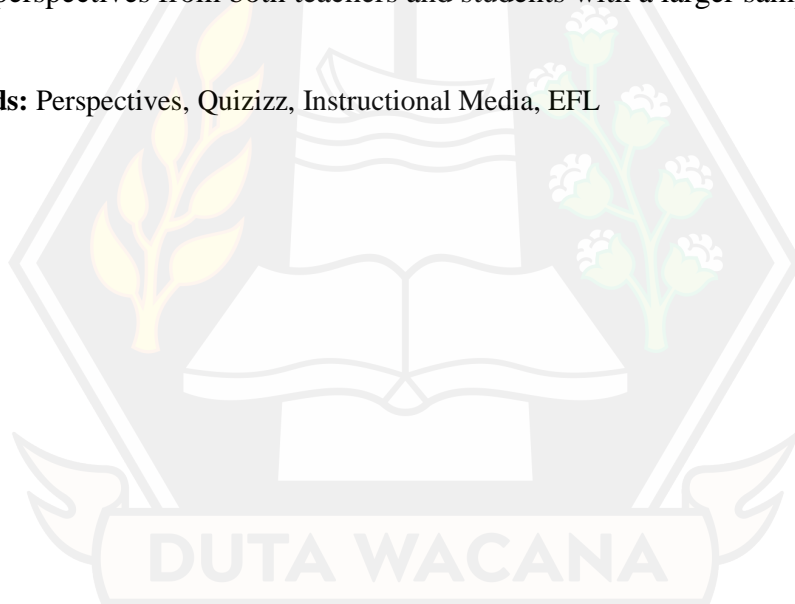 perspectives from both teachers and students with a larger sam
ds: Perspectives, Quizizz, Instructional Media, EFL
DUTA WACANA